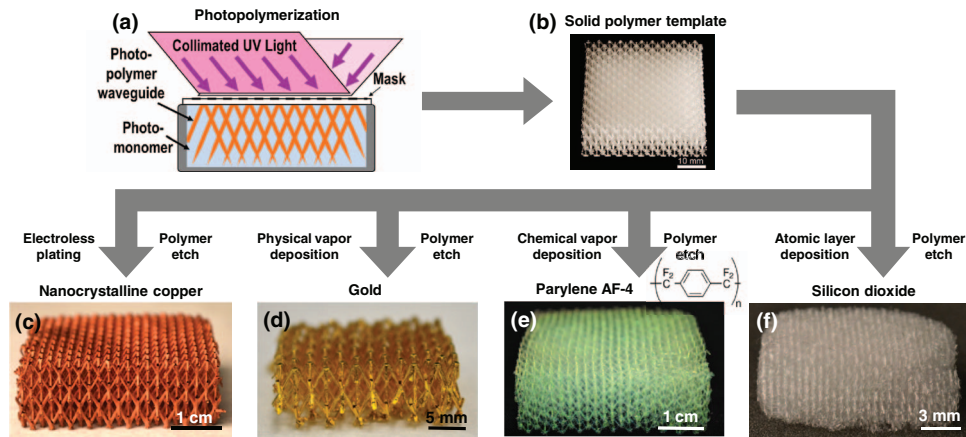 (a)
Photopolymerization
Collimated UV Light
Photo-
polymer
waveguide
Mask
Photo-
monomer
(b)
Solid polymer template
10 mm
Electroless
plating
Polymer
etch
Nanocrystalline copper
(c)
1 cm
Physical vapor
deposition
Polymer
etch
Gold
(d)
5 mm
Chemical vapor
deposition
Polymer
etch
Parylene AF-4
F2
C
F2
C
n
(e)
1 cm
Atomic layer
deposition
Polymer
etch
Silicon dioxide
(f)
3 mm